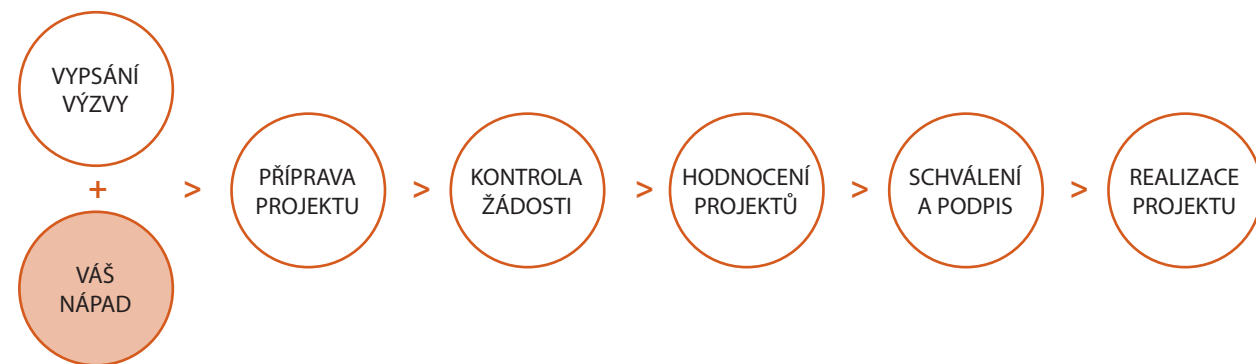 VYPSÁNÍ
VÝZVY
+
VÁŠ
NÁPAD
>
PŘÍPRAVA
PROJEKTU
>
KONTROLA
ŽÁDOSTI
>
HODNOCENÍ
PROJEKTŮ
>
SCHVÁLENÍ
A PODPIS
>
REALIZACE
PROJEKTU